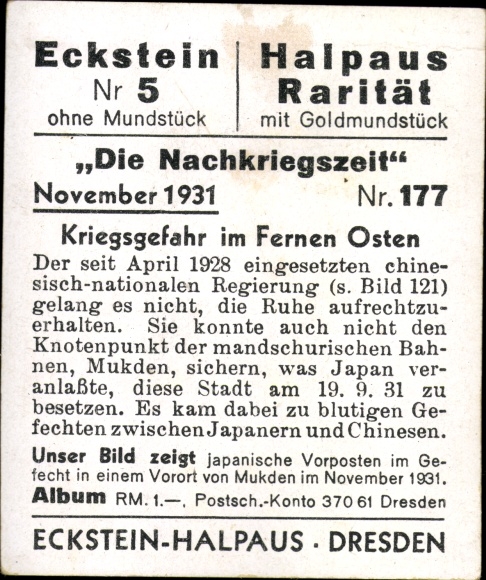 Eckstein
Nr 5
ohne Mundstück
Halpaus
Rarität
mit Goldmundstück
„Die Nachkriegszeit“
November 1931 Nr. 177
Kriegsgefahr im Fernen Osten
Der seit April 1928 eingesetzten chine-
sisch-nationalen Regierung (s. Bild 121)
gelang es nicht, die Ruhe aufrechtzu-
erhalten. Sie konnte auch nicht den
Knotenpunkt der mandschurischen Bah-
nen, Mukden, sichern, was Japan ver-
anlaßte, diese Stadt am 19. 9. 31 zu
besetzen. Es kam dabei zu blutigen Ge-
fechten zwischen Japanern und Chinesen.
Unser Bild zeigt japanische Vorposten im Ge-
fecht in einem Vorort von Mukden im November 1931.
Album RM. 1.—, Postsch.-Konto 370 61 Dresden
ECKSTEIN-HALPAUS · DRESDEN